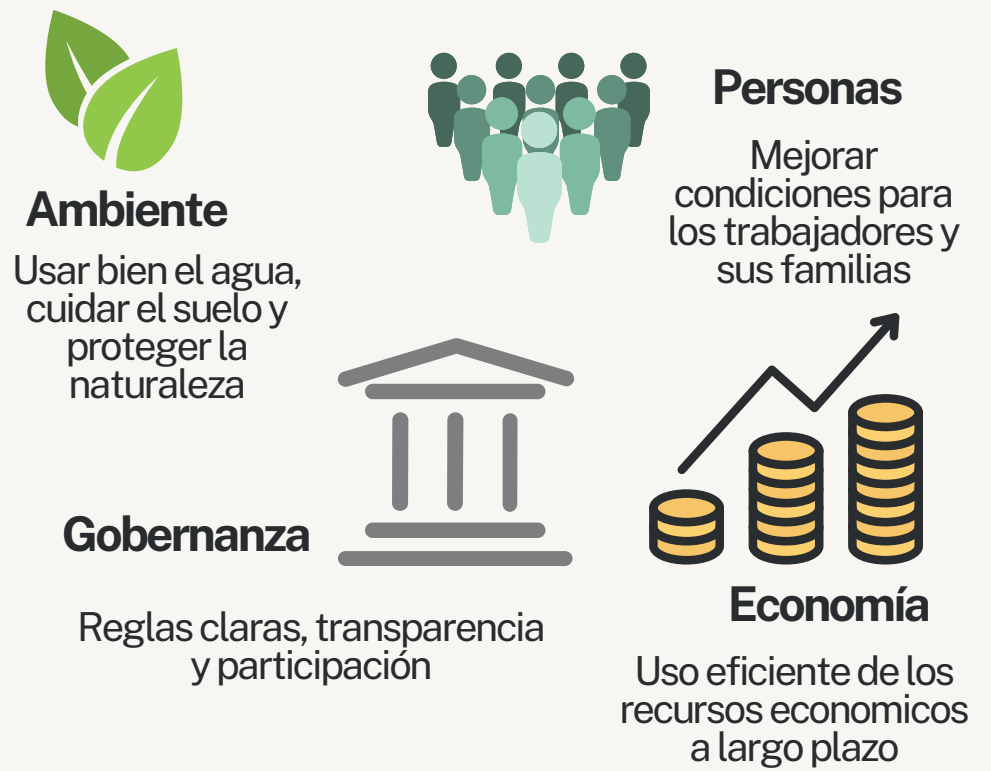 Ambiente
Usar bien el agua,
cuidar el suelo y
proteger la
naturaleza
Personas
Mejorar
condiciones para
los trabajadores y
sus familias
Gobernanza
Reglas claras, transparencia
y participación
Economía
Uso eficiente de los
recursos economicos
a largo plazo